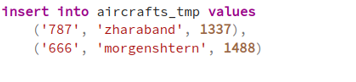 insert into aircrafts_tmp values
('787', 'zharaband', 1337),
('666', 'morgenshtern', 1488)